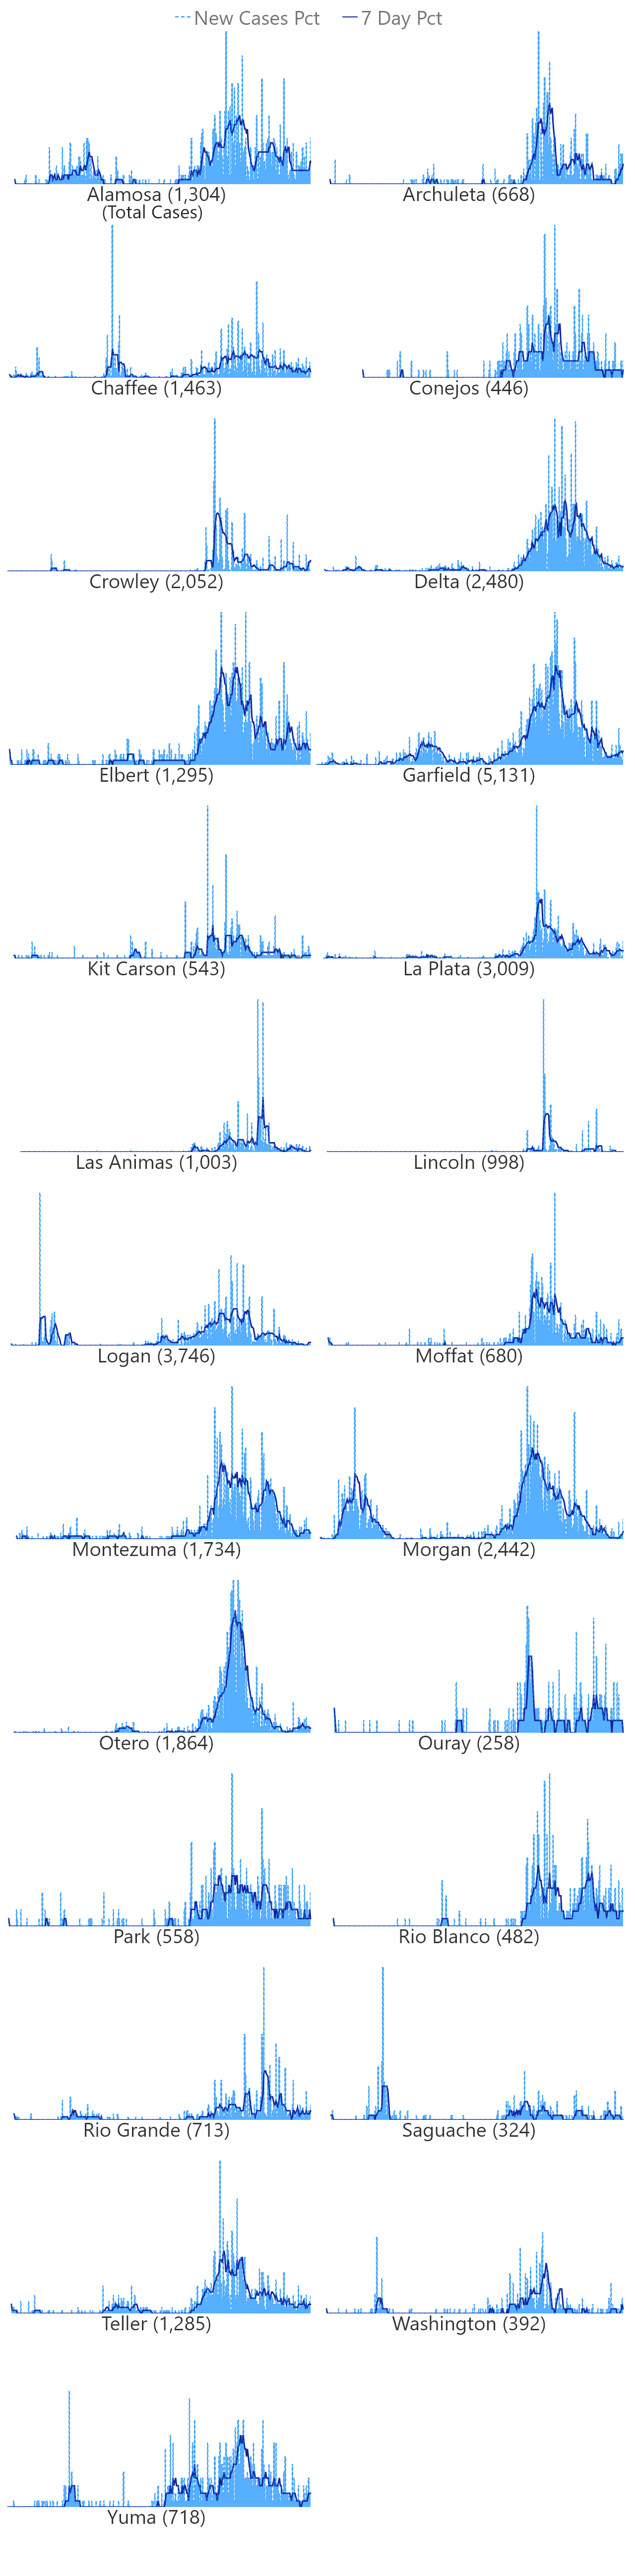 New Cases Pct 7 Day Pct
Alamosa (1,304) Archuleta (668)
(Total Cases)
Chaffee (1,463) Conejos (446)
Crowley (2,052) Delta (2,480)
Elbert (1,295) Garfield (5,131)
Kit Carson (543) La Plata (3,009)
Las Animas (1,003) Lincoln (998)
Logan (3,746) Moffat (680)
Montezuma (1,734) Morgan (2,442)
Otero (1,864) Ouray (258)
Park (558) Rio Blanco (482)
Rio Grande (713) Saguache (324)
Teller (1,285) Washington (392)
Yuma (718)